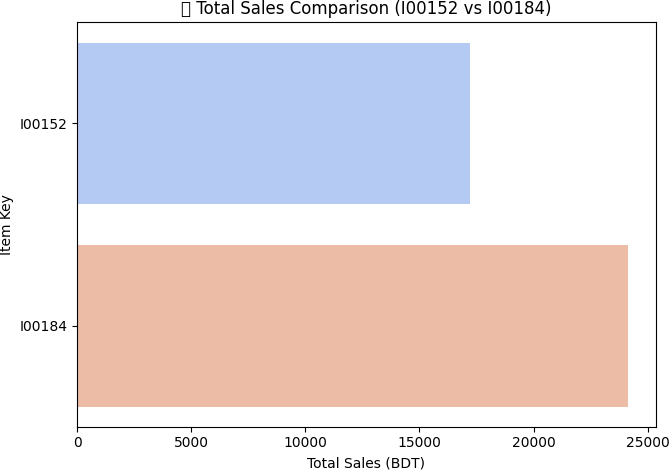 Total Sales Comparison (I00152 vs I00184)
Item Key
I00152
I00184
0 5000 10000 15000 20000 25000
Total Sales (BDT)